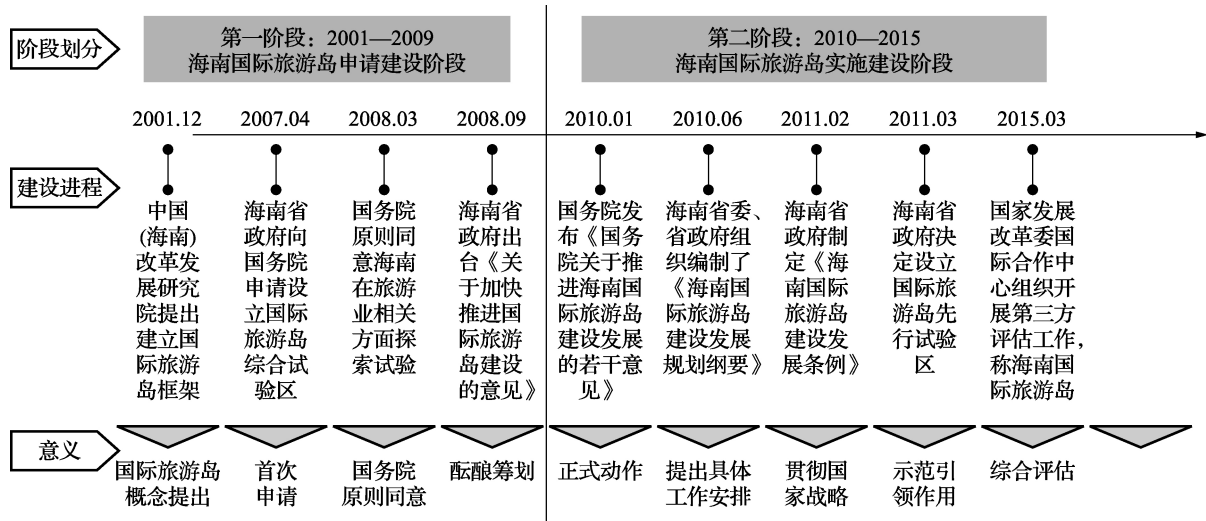 阶段划分
第一阶段：2001—2009
海南国际旅游岛申请建设阶段
第二阶段：2010—2015
海南国际旅游岛实施建设阶段
2001.12
2007.04
2008.03
2008.09
2010.01
2010.06
2011.02
2011.03
2015.03
建设进程
中国
(海南)
改革发
展研究
院提出
建立国
际旅游
岛框架
海南省
政府向
国务院
申请设
立国际
旅游岛
综合试
验区
国务院
原则同
意海南
在旅游
业相关
方面探
索试验
海南省
政府出
台《关
于加快
推进国
际旅游
岛建设
的意见》
国务院发
布《国务
院关于推
进海南国
际旅游岛
建设发展
的若干意
见》
海南省委、
省政府组
织编制了
《海南国
际旅游岛
建设发展
规划纲要》
海南省
政府制
定《海
南国际
旅游岛
建设发
展条例》
海南省
政府决
定设立
国际旅
游岛先
行试验
区
国家发展
改革委国
际合作中
心组织开
展第三方
评估工作，
称海南国
际旅游岛
意义
国际旅游岛
概念提出
首次
申请
国务院
原则同意
酝酿筹划
正式动作
提出具体
工作安排
贯彻国
家战略
示范引
领作用
综合评估